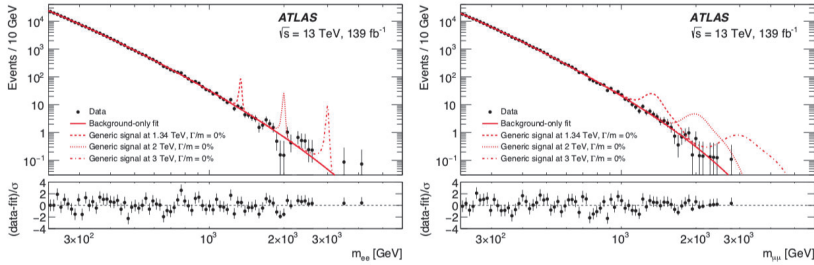 ATLAS
√s = 13 TeV, 139 fb⁻¹
Events / 10 GeV
10⁴
10³
10²
10
1
10⁻¹
Data
Background-only fit
Generic signal at 1.34 TeV, Γ/m = 0%
Generic signal at 2 TeV, Γ/m = 0%
Generic signal at 3 TeV, Γ/m = 0%
(data-fit)/σ
4
2
0
−2
−4
3×10²
10³
2×10³
3×10³
m_ee [GeV]
ATLAS
√s = 13 TeV, 139 fb⁻¹
Events / 10 GeV
10⁴
10³
10²
10
1
10⁻¹
Data
Background-only fit
Generic signal at 1.34 TeV, Γ/m = 0%
Generic signal at 2 TeV, Γ/m = 0%
Generic signal at 3 TeV, Γ/m = 0%
(data-fit)/σ
4
2
0
−2
−4
3×10²
10³
2×10³
3×10³
m_μμ [GeV]